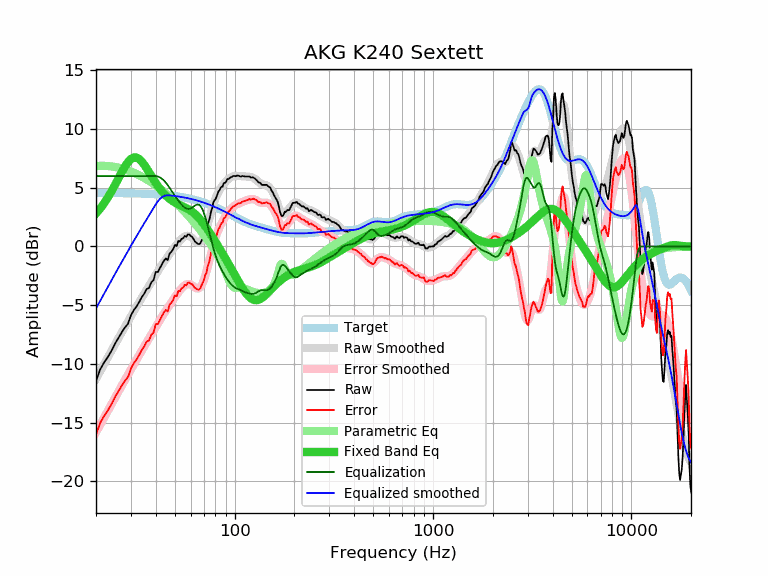 AKG K240 Sextett
15
10
5
0
−5
−10
−15
−20
Amplitude (dBr)
Target
Raw Smoothed
Error Smoothed
Raw
Error
Parametric Eq
Fixed Band Eq
Equalization
Equalized smoothed
100 1000 10000
Frequency (Hz)